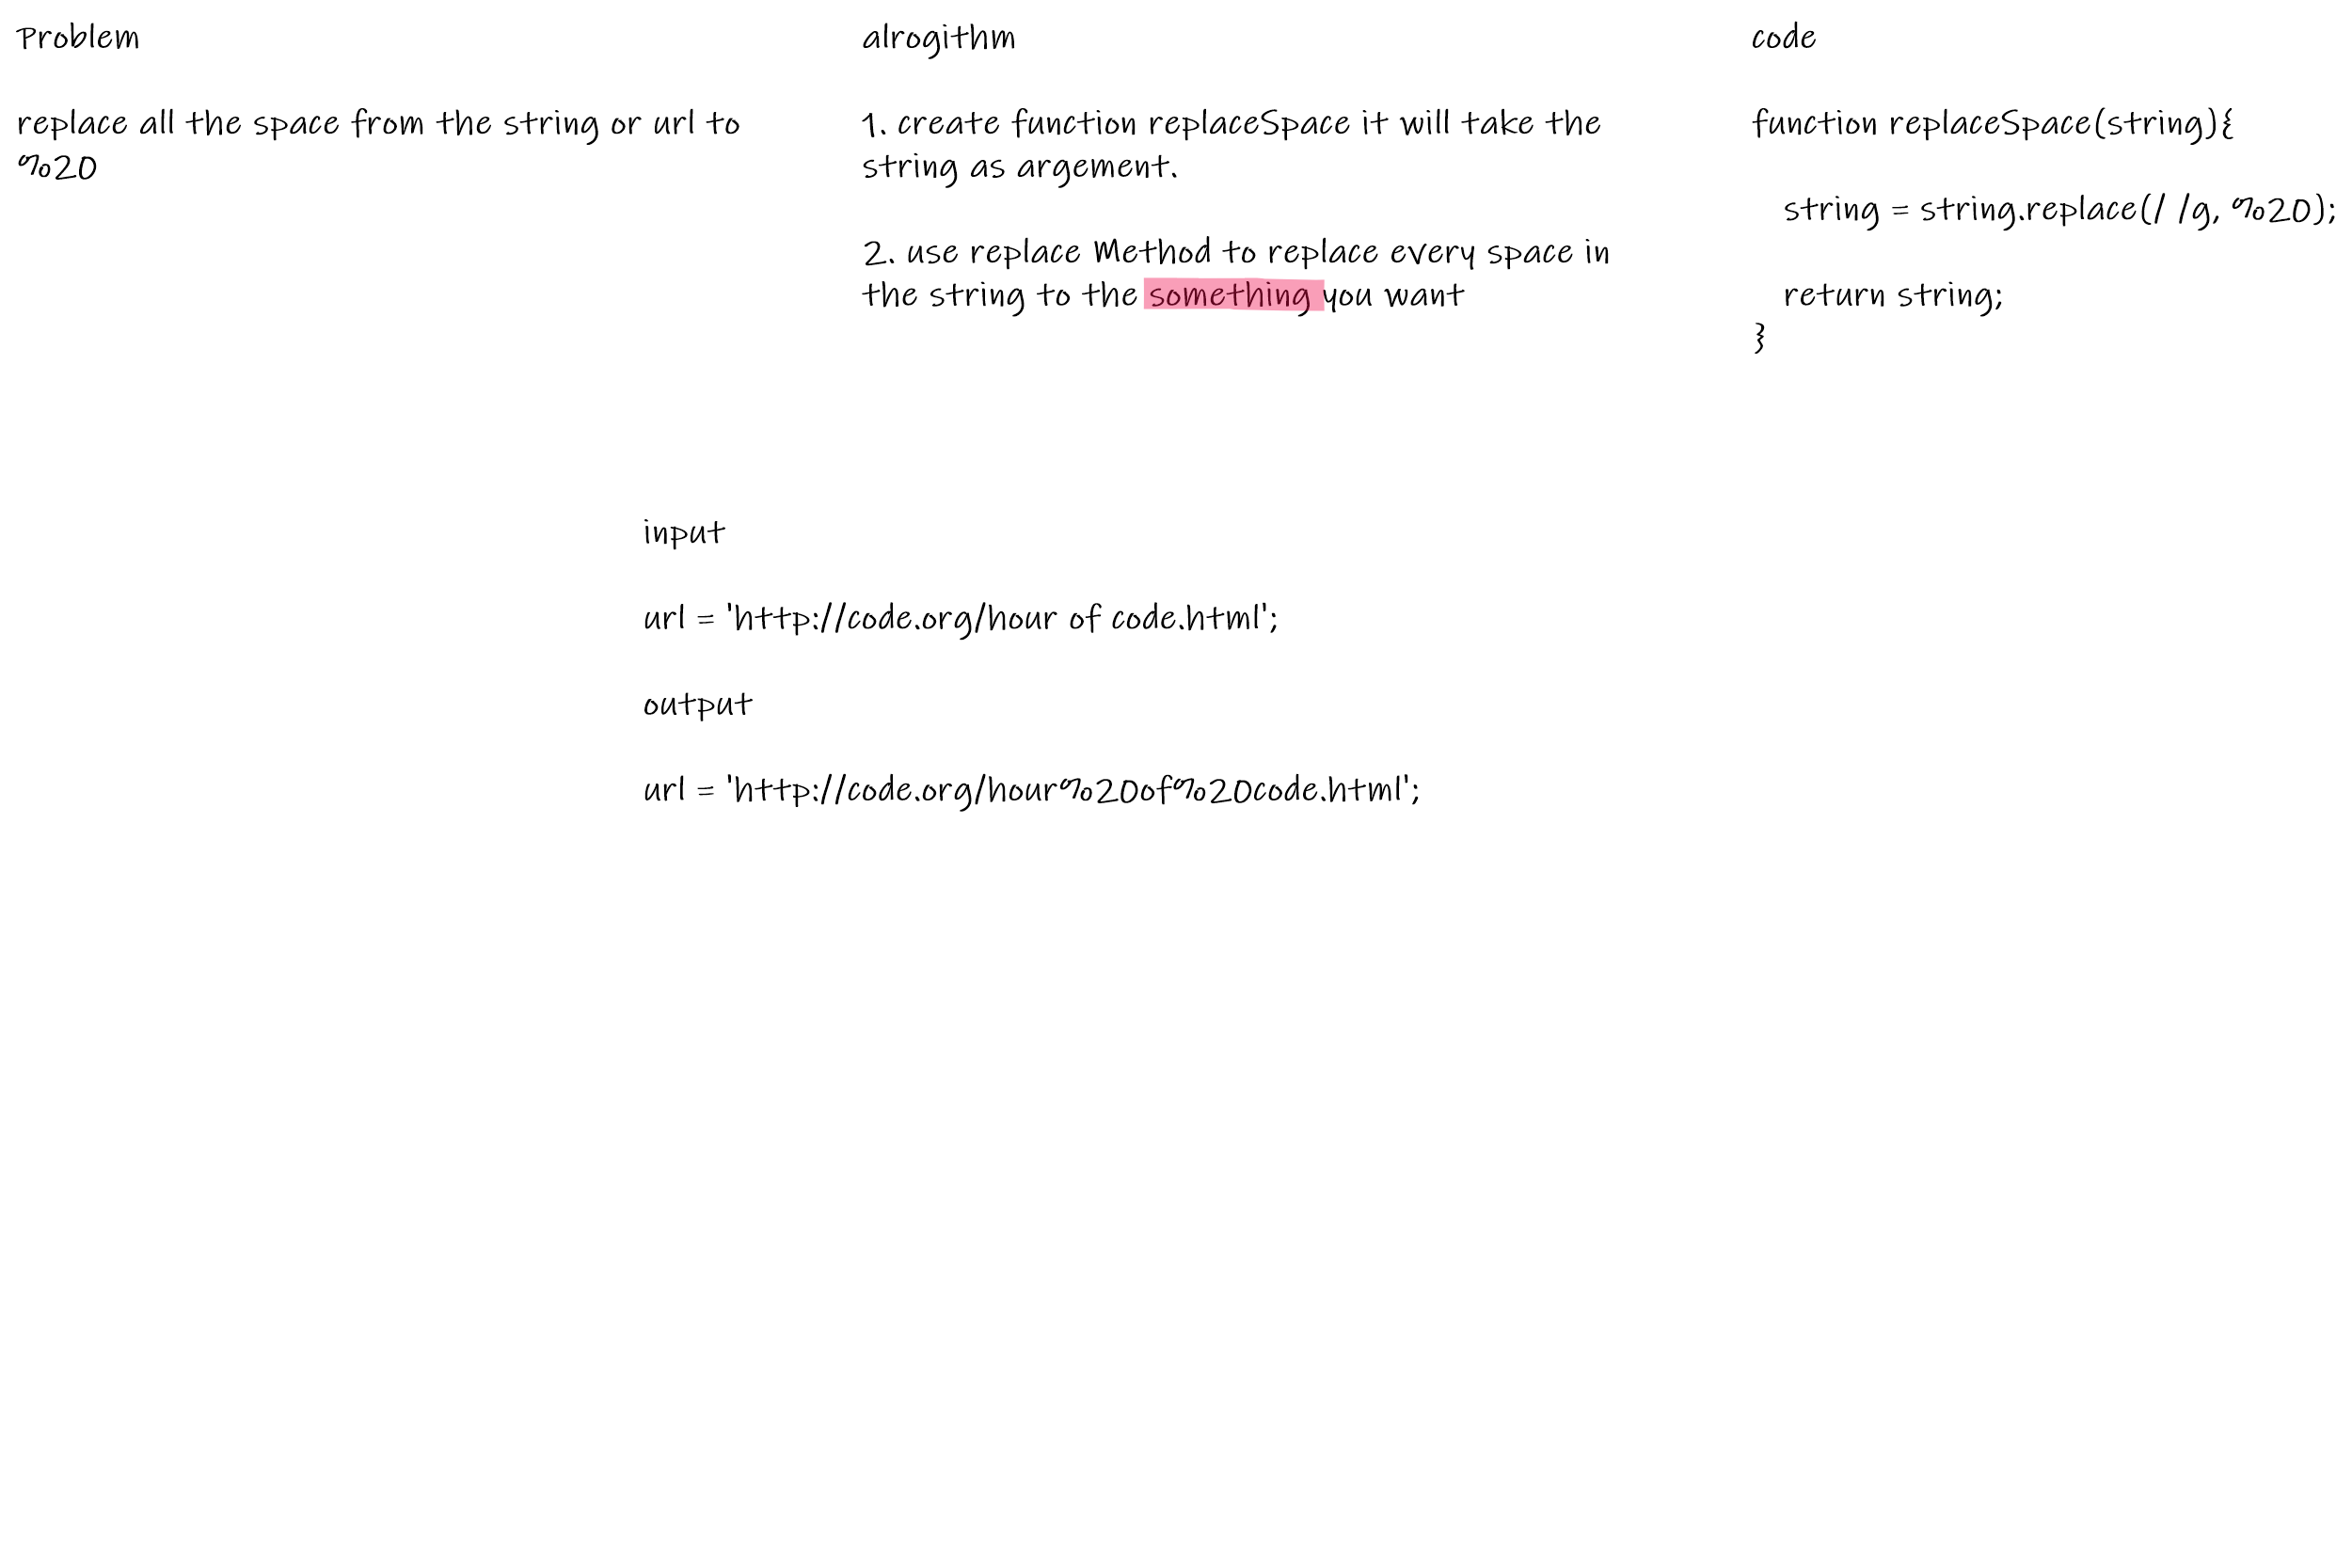 Problem
replace all the space from the string or url to
%20
alrogithm
1. create function replaceSpace it will take the
string as argement.
2. use replace Method to replace every space in
the string to the something you want
code
function replaceSpace(string){
string = string.replace(/ /g, %20);
return string;
}
input
url = 'http://code.org/hour of code.html';
output
url = 'http://code.org/hour%20of%20code.html';